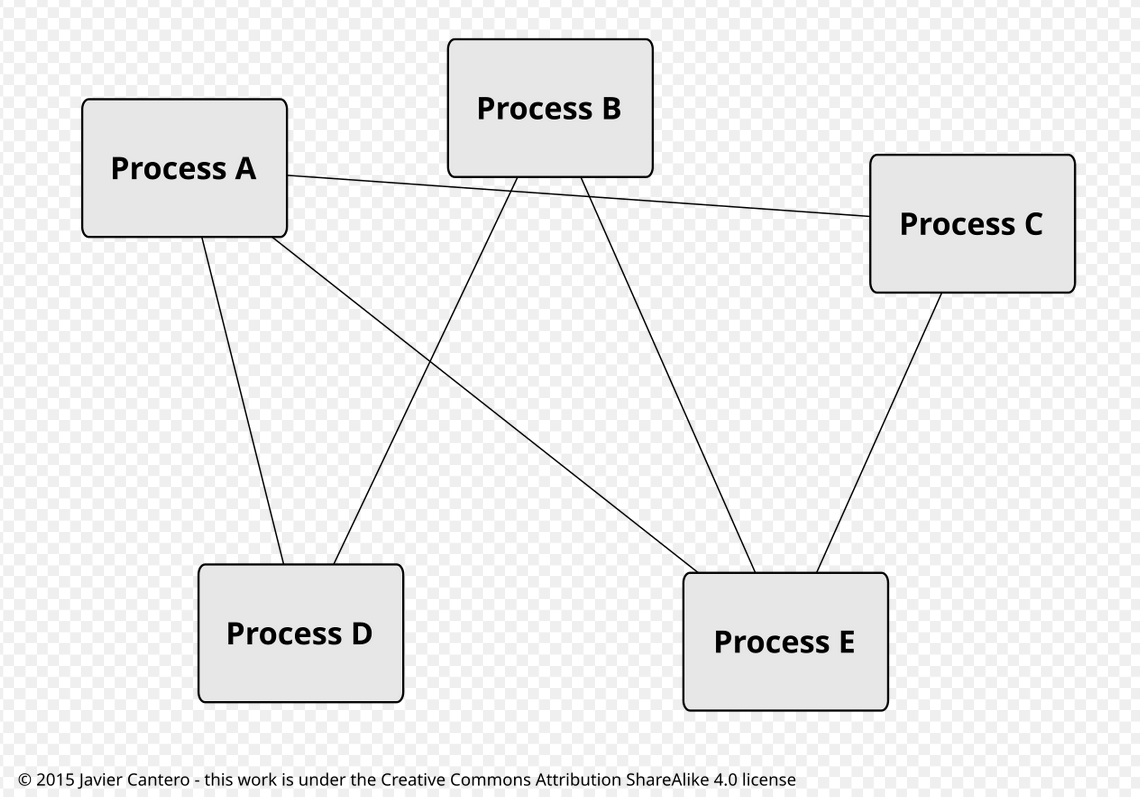 Process B
Process A
Process C
Process D
Process E
© 2015 Javier Cantero - this work is under the Creative Commons Attribution ShareAlike 4.0 license